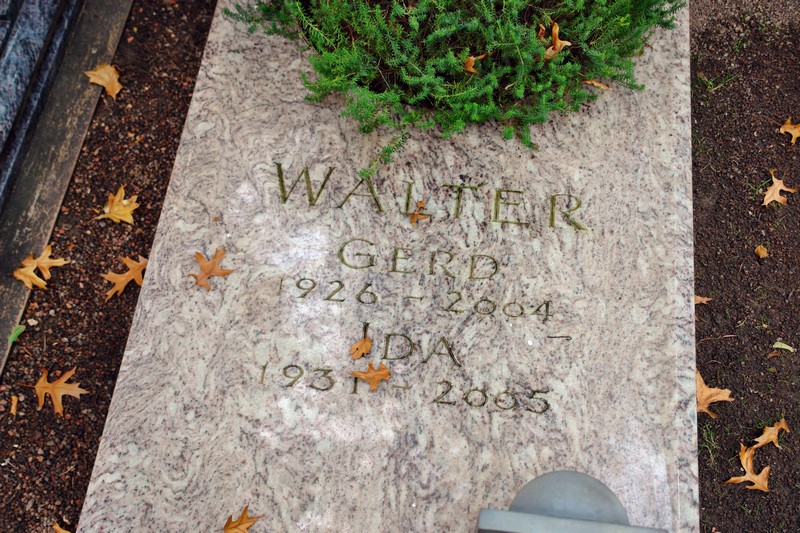 WALTER
GERD
1926 - 2004
IDA
1931 - 2005